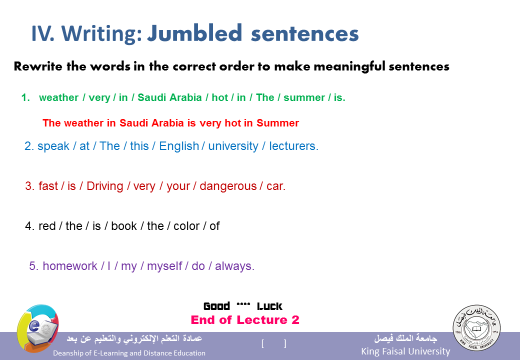 IV. Writing: Jumbled sentences
Rewrite the words in the correct order to make meaningful sentences
1. weather / very / in / Saudi Arabia / hot / in / The / summer / is.
The weather in Saudi Arabia is very hot in Summer
2. speak / at / The / this / English / university / lecturers.
3. fast / is / Driving / very / your / dangerous / car.
4. red / the / is / book / the / color / of
5. homework / I / my / myself / do / always.
Good **** Luck
End of Lecture 2
عمادة التعلم الإلكتروني والتعليم عن بعد
Deanship of E-Learning and Distance Education
[ ]
جامعة الملك فيصل
King Faisal University